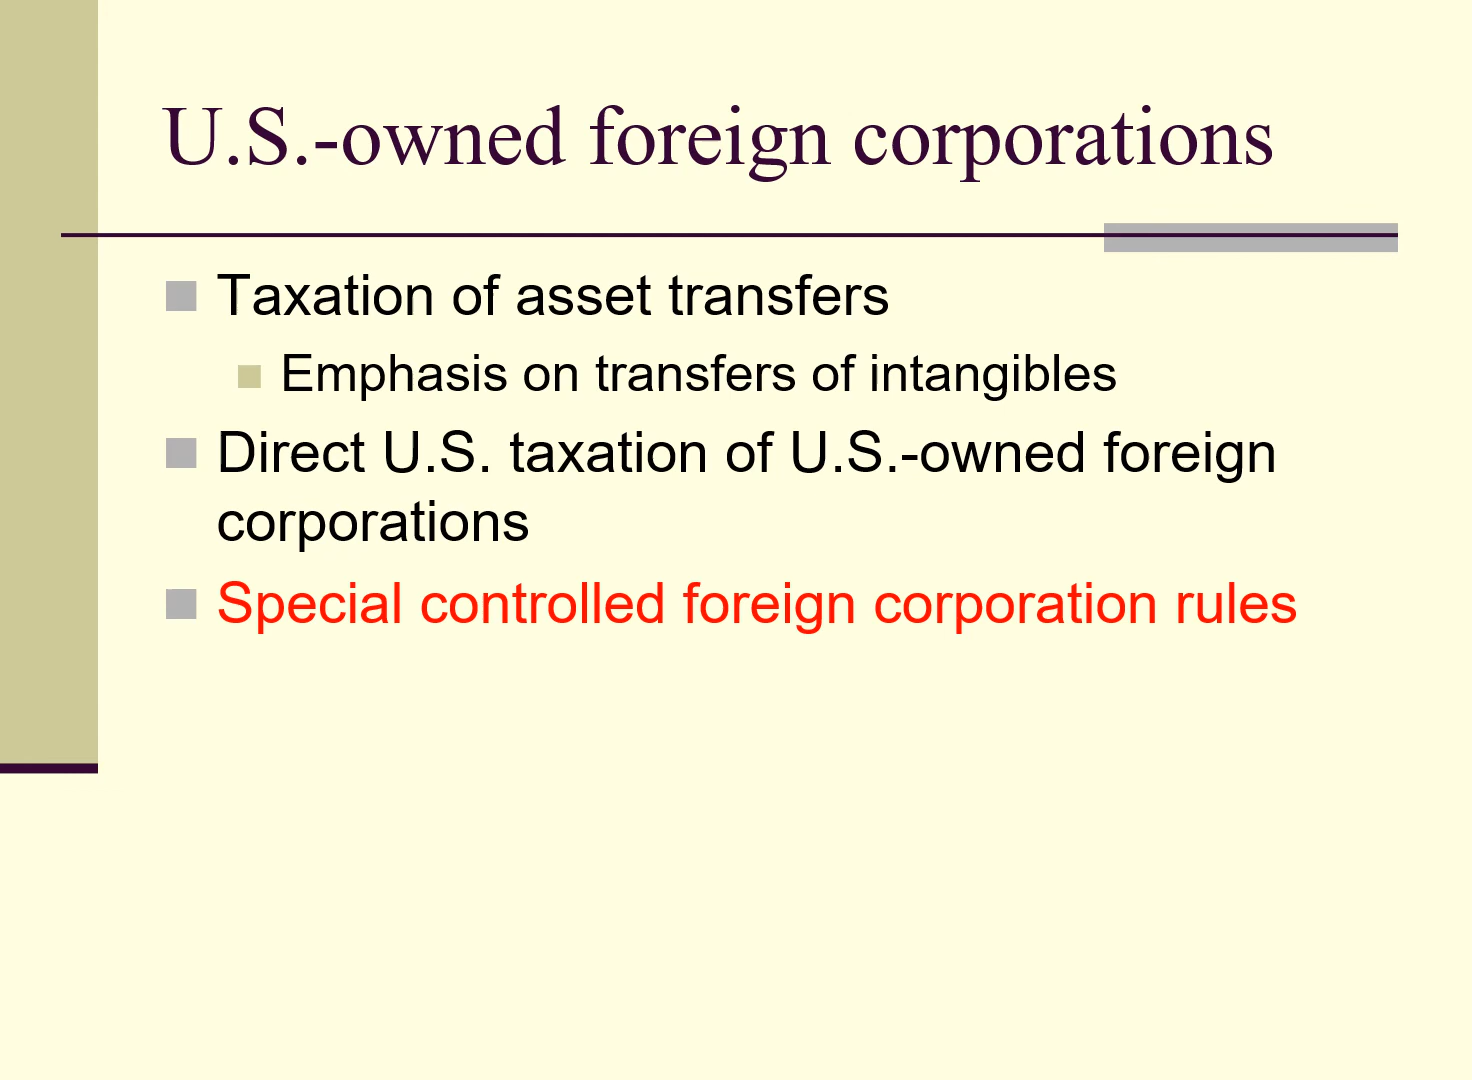 U.S.-owned foreign corporations
Taxation of asset transfers
Emphasis on transfers of intangibles
Direct U.S. taxation of U.S.-owned foreign
corporations
Special controlled foreign corporation rules